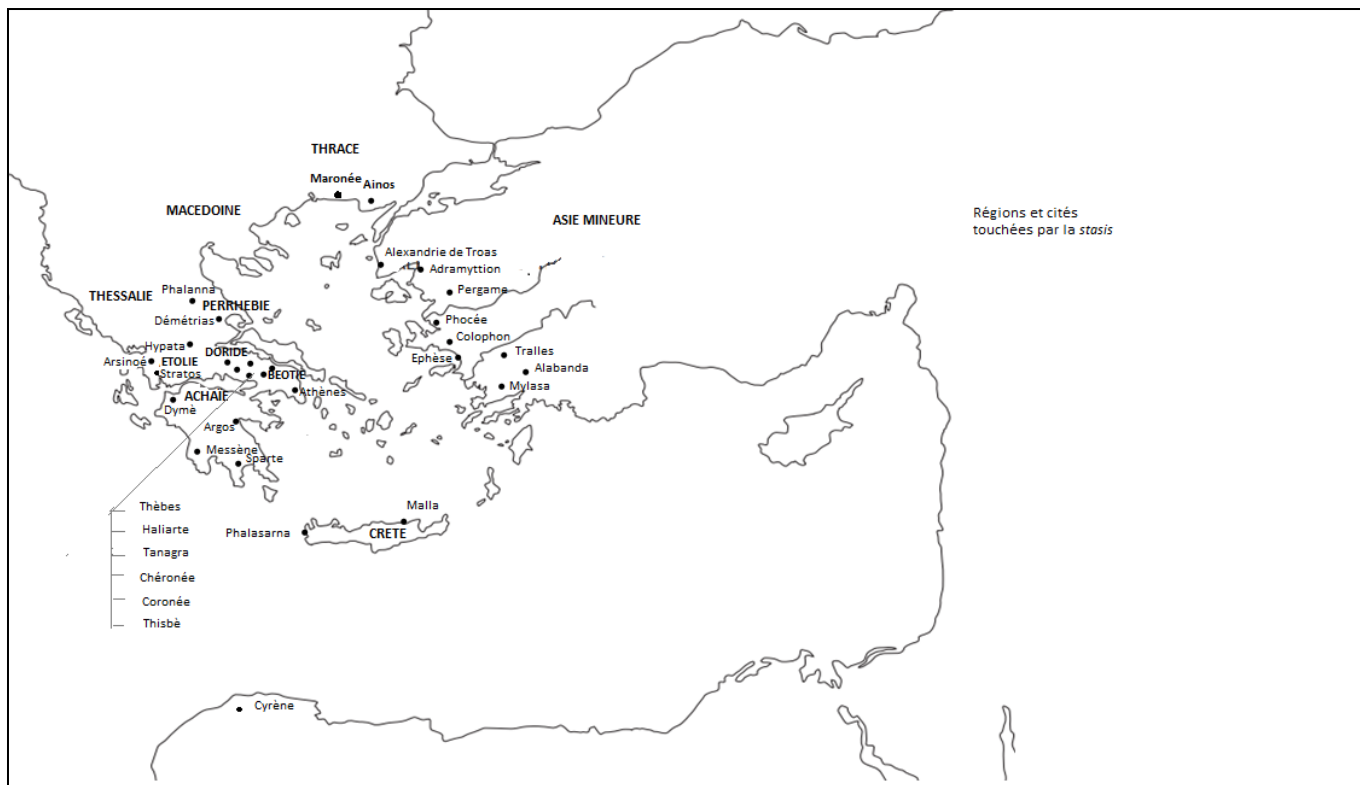 THRACE
Maronée
Ainos
MACEDOINE
ASIE MINEURE
Régions et cités
touchées par la stasis
Alexandrie de Troas
Adramyttion
Pergame
THESSALIE
Phalanna
PERRHEBIE
Démétrias
Phocée
Colophon
Hypata
DORIDE
Ephèse
Tralles
Arsinoé
ETOLIE
Stratos
BEOTIE
Alabanda
Mylasa
Athènes
ACHAIE
Dymè
Argos
Messène
Sparte
Malla
Phalasarna
CRETE
Thèbes
Haliarte
Tanagra
Chéronée
Coronée
Thisbè
Cyrène